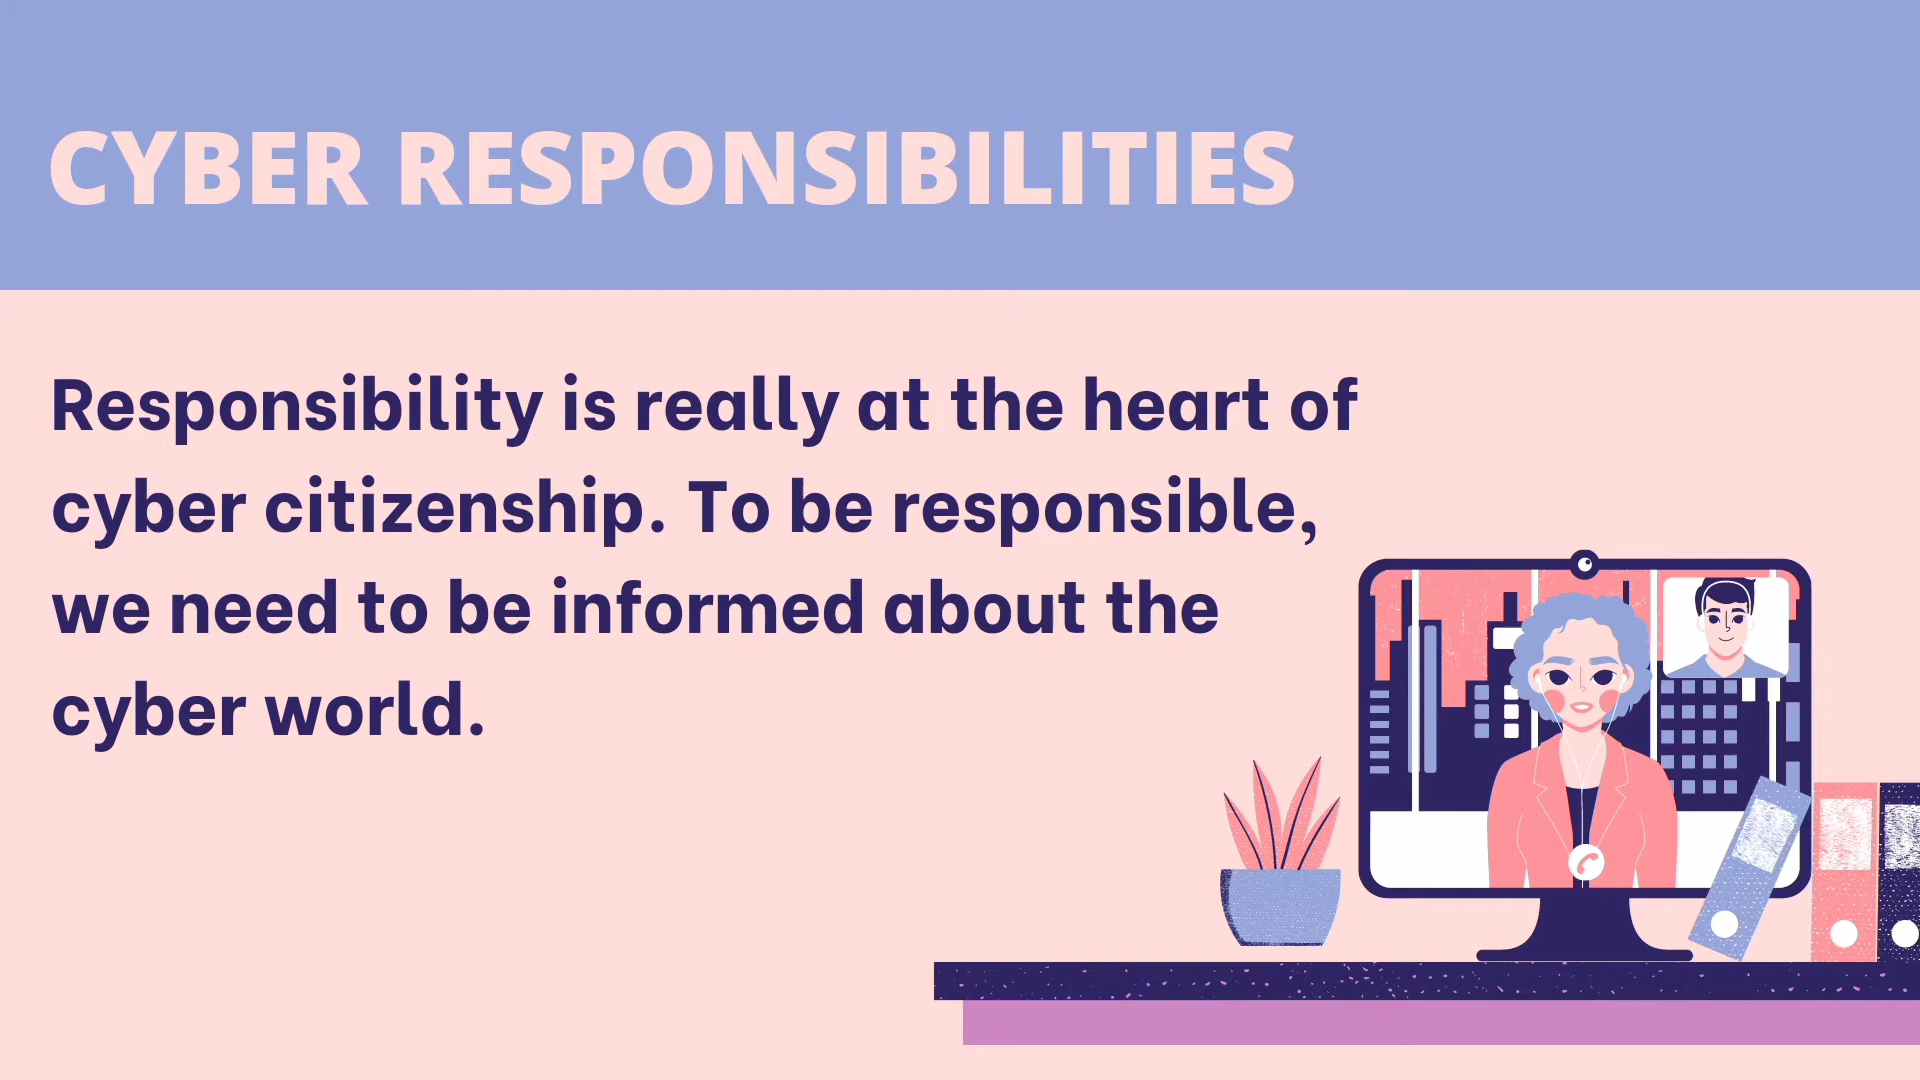 CYBER RESPONSIBILITIES
Responsibility is really at the heart of
cyber citizenship. To be responsible,
we need to be informed about the
cyber world.